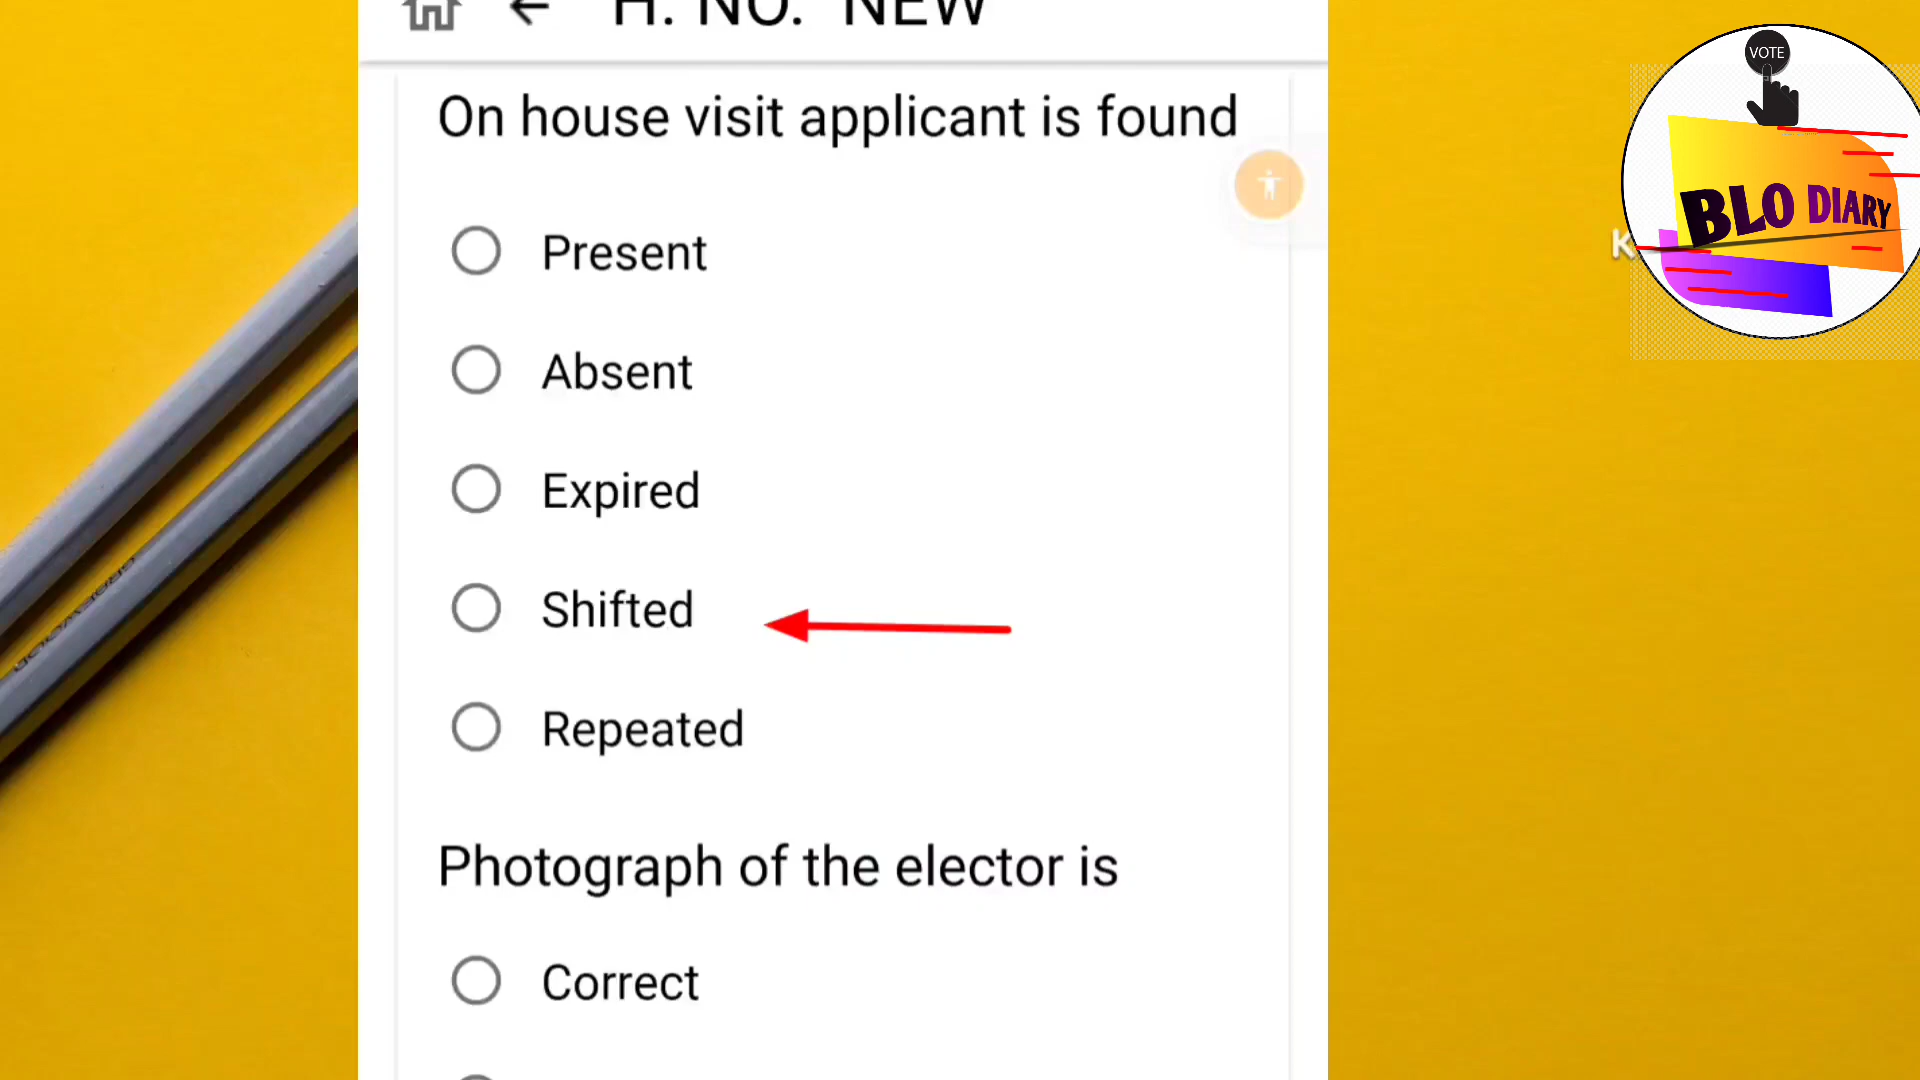 H. NO. NEW
On house visit applicant is found
Present
Absent
Expired
Shifted
Repeated
Photograph of the elector is
Correct
VOTE
BLO DIARY
K